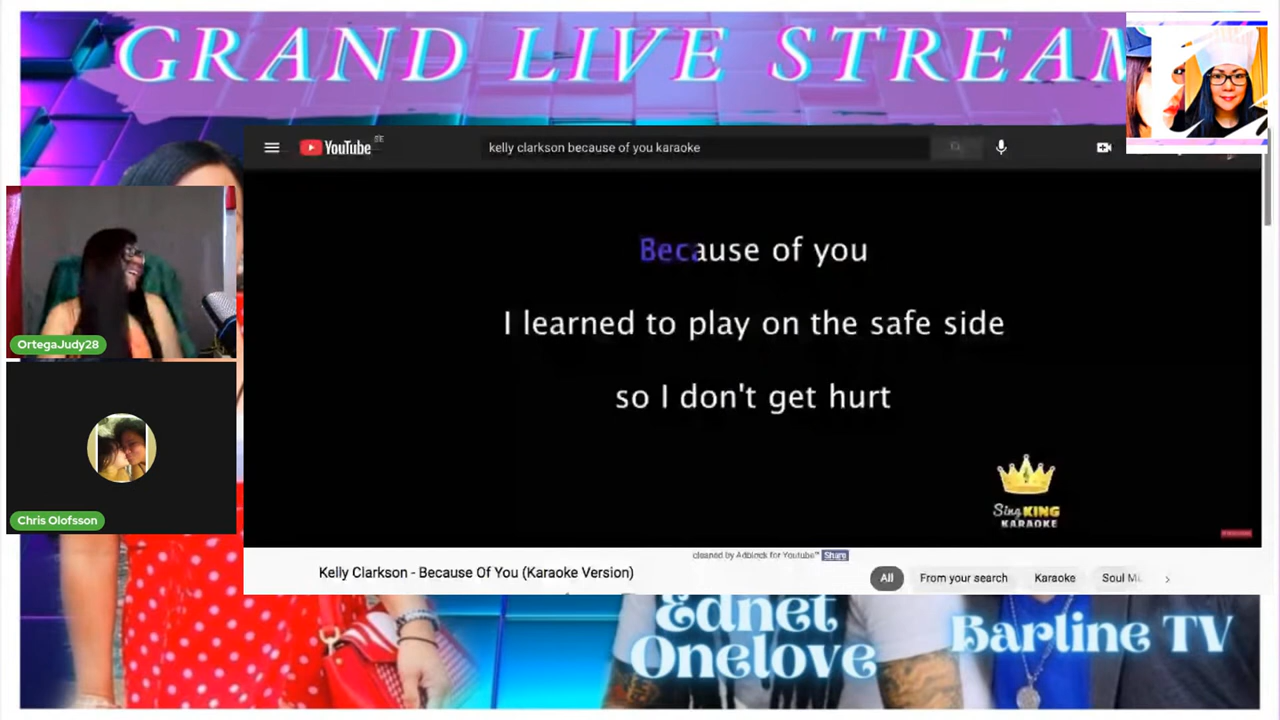 GRAND LIVE STREAM
YouTube SE
kelly clarkson because of you karaoke
Because of you
I learned to play on the safe side
so I don't get hurt
OrtegaJudy28
Chris Olofsson
Sing KING
KARAOKE
cleaned by Adblock for Youtube™ Share
Kelly Clarkson - Because Of You (Karaoke Version)
All
From your search
Karaoke
Ednet
Onelove
Barline TV